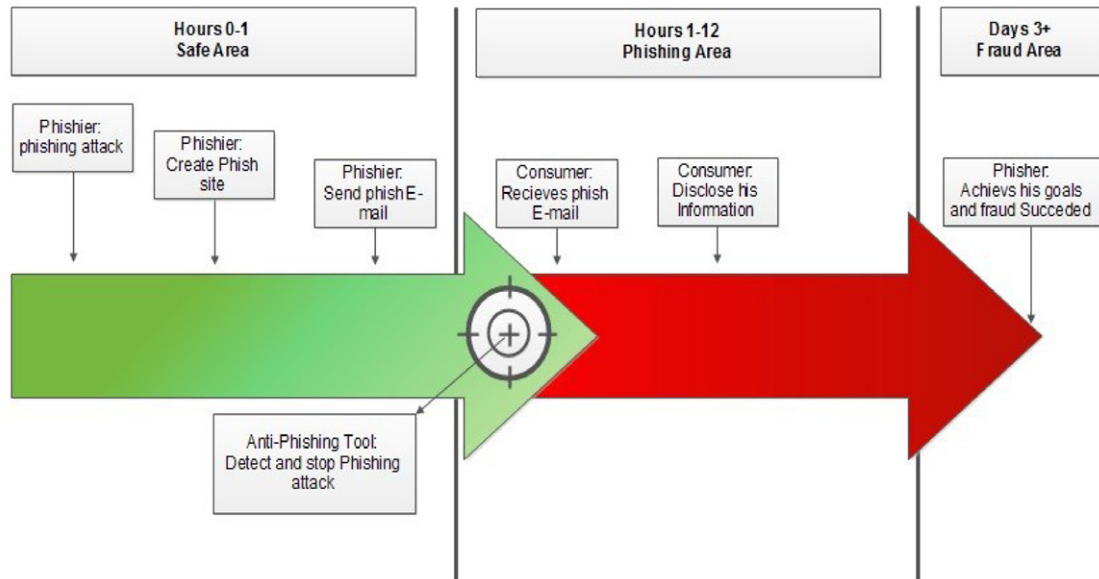 Hours 0-1
Safe Area
Hours 1-12
Phishing Area
Days 3+
Fraud Area
Phishier:
phishing attack
Phishier:
Create Phish
site
Phishier:
Send phish E-
mail
Consumer:
Recieves phish
E-mail
Consumer:
Disclose his
Information
Phisher:
Achievs his goals
and fraud Succeded
Anti-Phishing Tool:
Detect and stop Phishing
attack